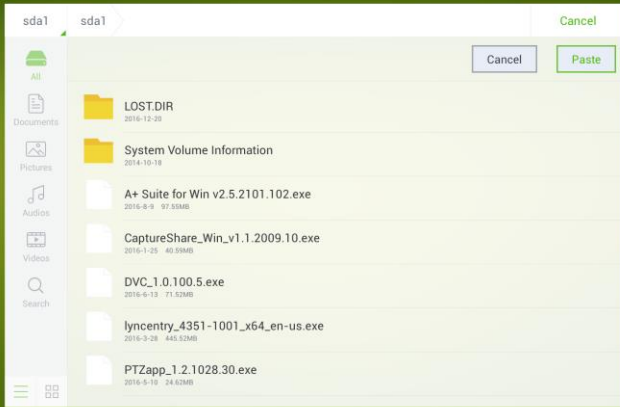 sda1
sda1
Cancel
Cancel
Paste
All
Documents
Pictures
Audios
Videos
Search
LOST.DIR
2016-12-20
System Volume Information
2014-10-18
A+ Suite for Win v2.5.2101.102.exe
2016-8-9 97.55MB
CaptureShare_Win_v1.1.2009.10.exe
2016-1-25 40.59MB
DVC_1.0.100.5.exe
2016-6-13 71.52MB
lyncentry_4351-1001_x64_en-us.exe
2016-3-28 445.52MB
PTZapp_1.2.1028.30.exe
2016-5-10 24.62MB